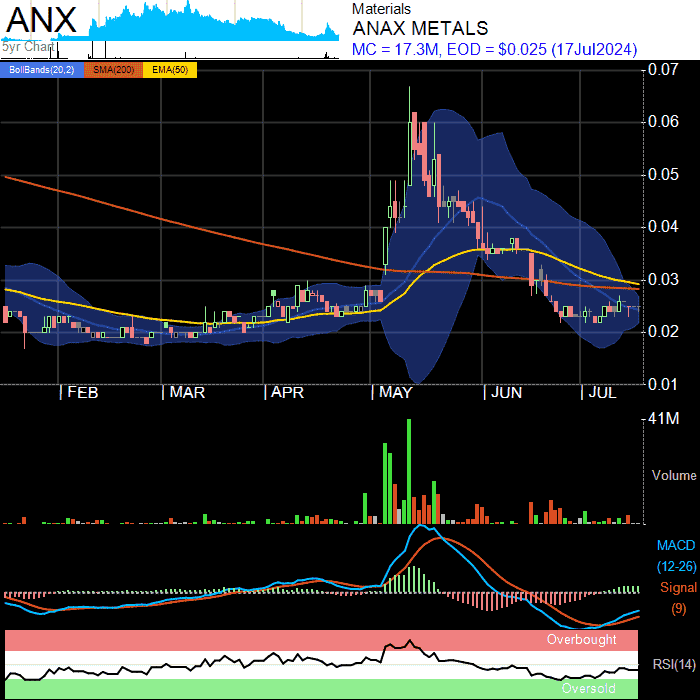 ANX
5yr Chart
Materials
ANAX METALS
MC = 17.3M, EOD = $0.025 (17Jul2024)
BollBands(20,2) SMA(200) EMA(50)
0.07
0.06
0.05
0.04
0.03
0.02
0.01
FEB MAR APR MAY JUN JUL
41M
Volume
MACD
(12-26)
Signal
(9)
Overbought
RSI(14)
Oversold